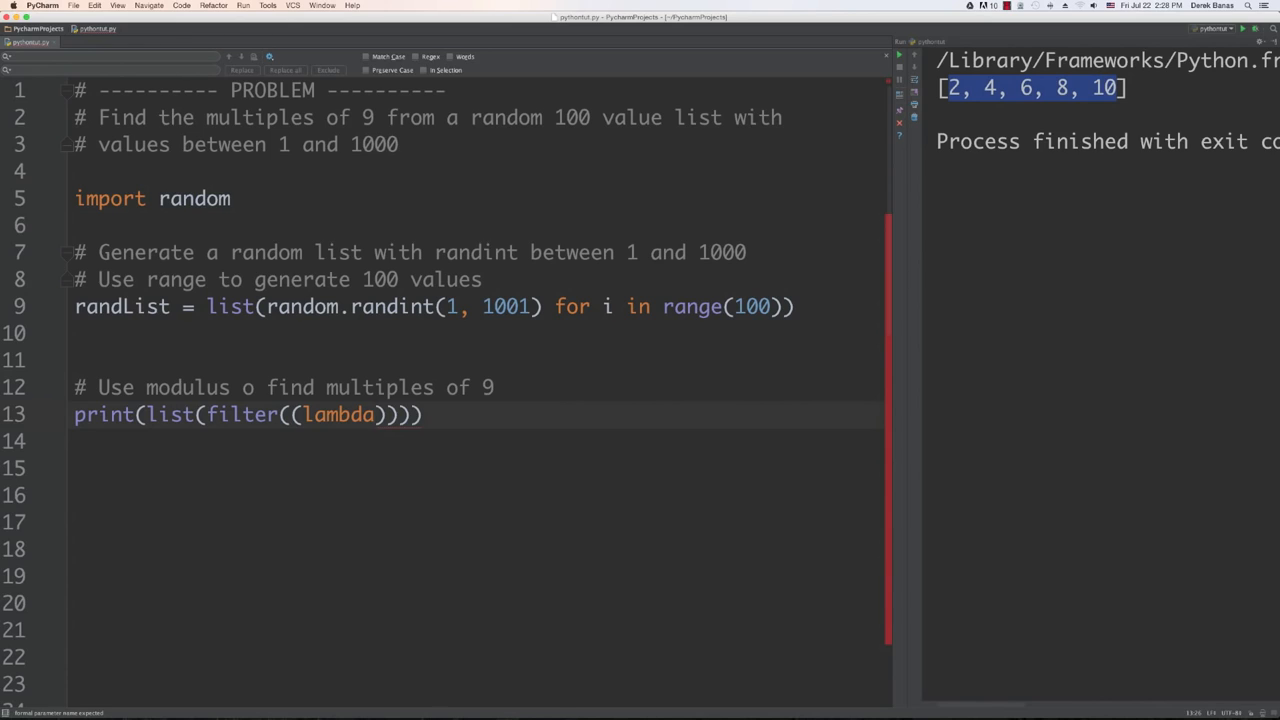 PyCharm File Edit View Navigate Code Refactor Run Tools VCS Window Help
10 Fri Jul 22 2:28 PM Derek Banas
pythontut.py - PycharmProjects - [~/PycharmProjects]
PycharmProjects pythontut.py pythontut
pythontut.py Run pythontut
Match Case Regex Words
Replace Replace all Exclude Preserve Case In Selection
1 # ---------- PROBLEM ----------
2 # Find the multiples of 9 from a random 100 value list with
3 # values between 1 and 1000
4
5 import random
6
7 # Generate a random list with randint between 1 and 1000
8 # Use range to generate 100 values
9 randList = list(random.randint(1, 1001) for i in range(100))
10
11
12 # Use modulus o find multiples of 9
13 print(list(filter((lambda))))
14
15
16
17
18
19
20
21
22
23
24
/Library/Frameworks/Python.fr
[2, 4, 6, 8, 10]
Process finished with exit co
formal parameter name expected
13:26 LF÷ UTF-8÷